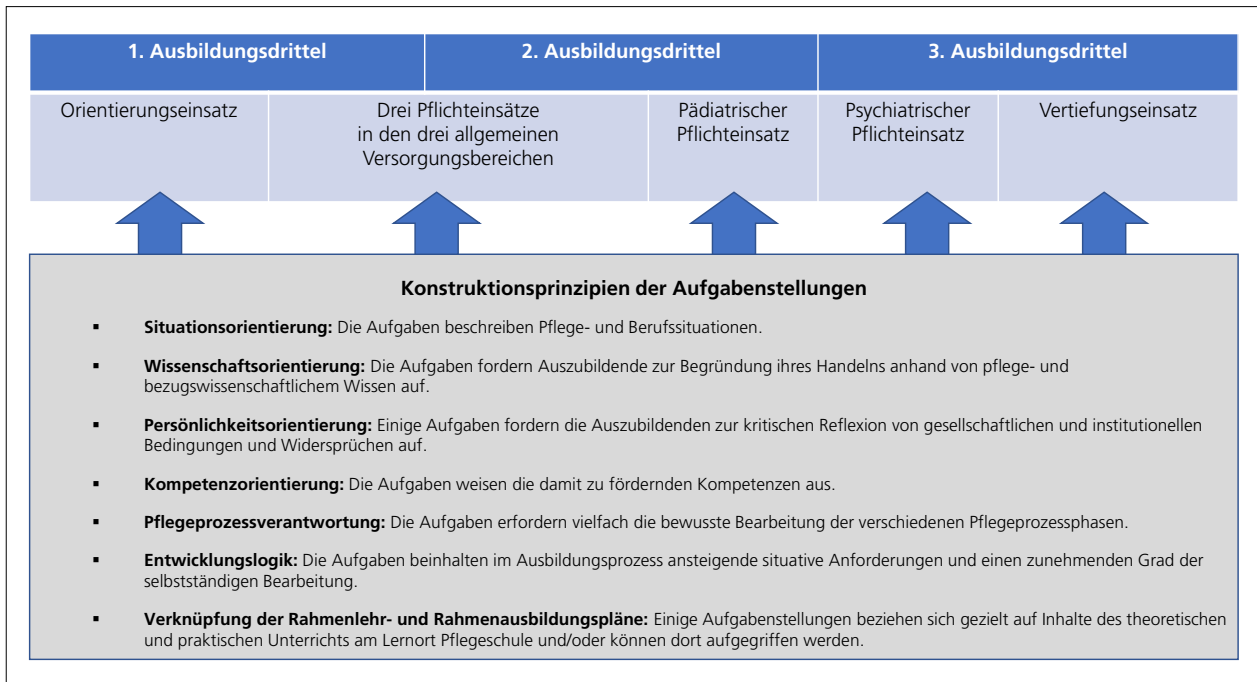 1. Ausbildungsdrittel
2. Ausbildungsdrittel
3. Ausbildungsdrittel
Orientierungseinsatz
Drei Pflichteinsätze
in den drei allgemeinen
Versorgungsbereichen
Pädiatrischer
Pflichteinsatz
Psychiatrischer
Pflichteinsatz
Vertiefungseinsatz
Konstruktionsprinzipien der Aufgabenstellungen
▪ Situationsorientierung: Die Aufgaben beschreiben Pflege- und Berufssituationen.
▪ Wissenschaftsorientierung: Die Aufgaben fordern Auszubildende zur Begründung ihres Handelns anhand von pflege- und
bezugswissenschaftlichem Wissen auf.
▪ Persönlichkeitsorientierung: Einige Aufgaben fordern die Auszubildenden zur kritischen Reflexion von gesellschaftlichen und institutionellen
Bedingungen und Widersprüchen auf.
▪ Kompetenzorientierung: Die Aufgaben weisen die damit zu fördernden Kompetenzen aus.
▪ Pflegeprozessverantwortung: Die Aufgaben erfordern vielfach die bewusste Bearbeitung der verschiedenen Pflegeprozessphasen.
▪ Entwicklungslogik: Die Aufgaben beinhalten im Ausbildungsprozess ansteigende situative Anforderungen und einen zunehmenden Grad der
selbstständigen Bearbeitung.
▪ Verknüpfung der Rahmenlehr- und Rahmenausbildungspläne: Einige Aufgabenstellungen beziehen sich gezielt auf Inhalte des theoretischen
und praktischen Unterrichts am Lernort Pflegeschule und/oder können dort aufgegriffen werden.